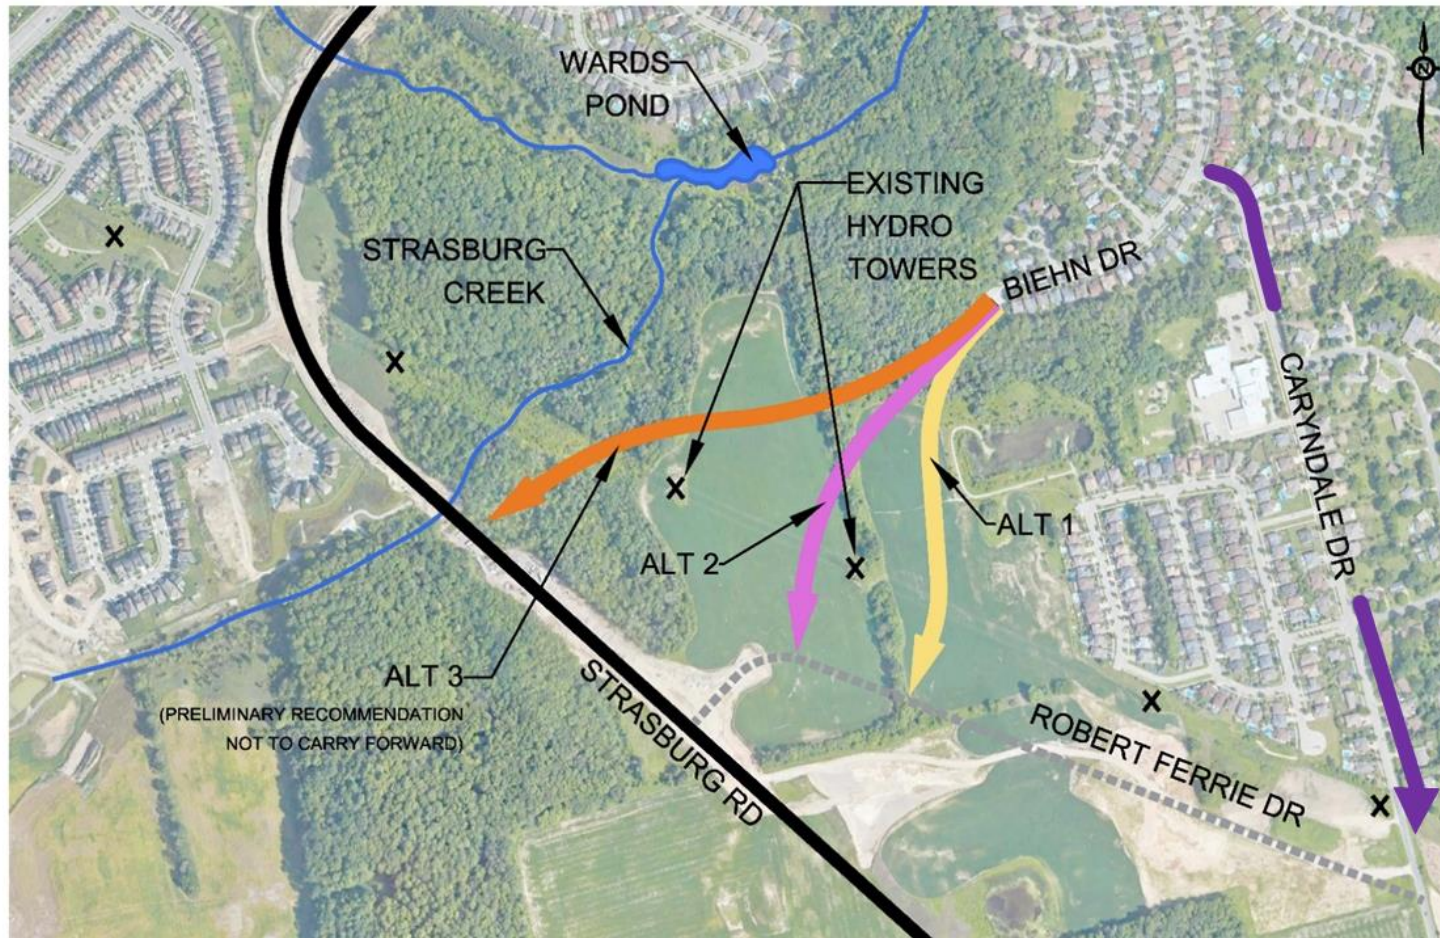 WARDS
POND
N
EXISTING
HYDRO
TOWERS
STRASBURG
CREEK
BIEHN DR
CARYNDALE DR
X
X
X
X
X
X
ALT 1
ALT 2
ALT 3
(PRELIMINARY RECOMMENDATION
NOT TO CARRY FORWARD)
STRASBURG RD
ROBERT FERRIE DR